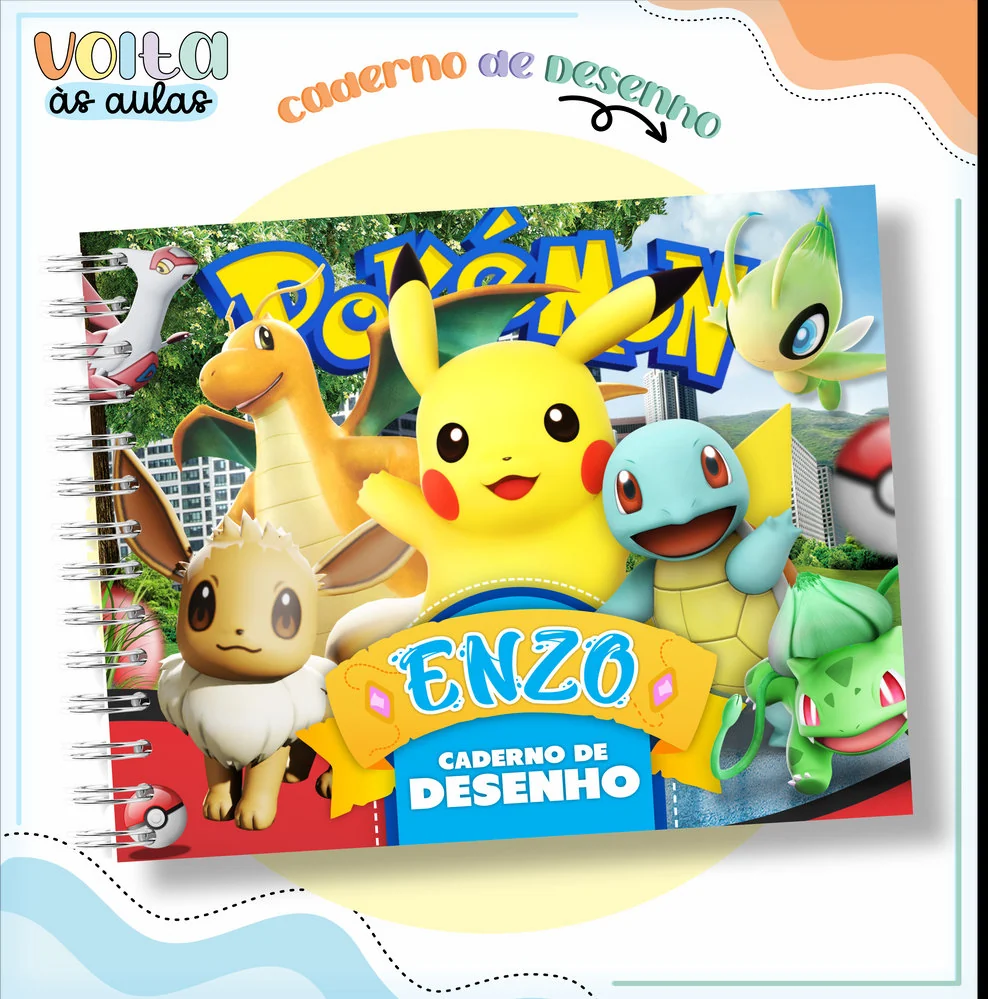 Volta
às aulas
caderno de Desenho
POKéMON
ENZO
CADERNO DE
DESENHO